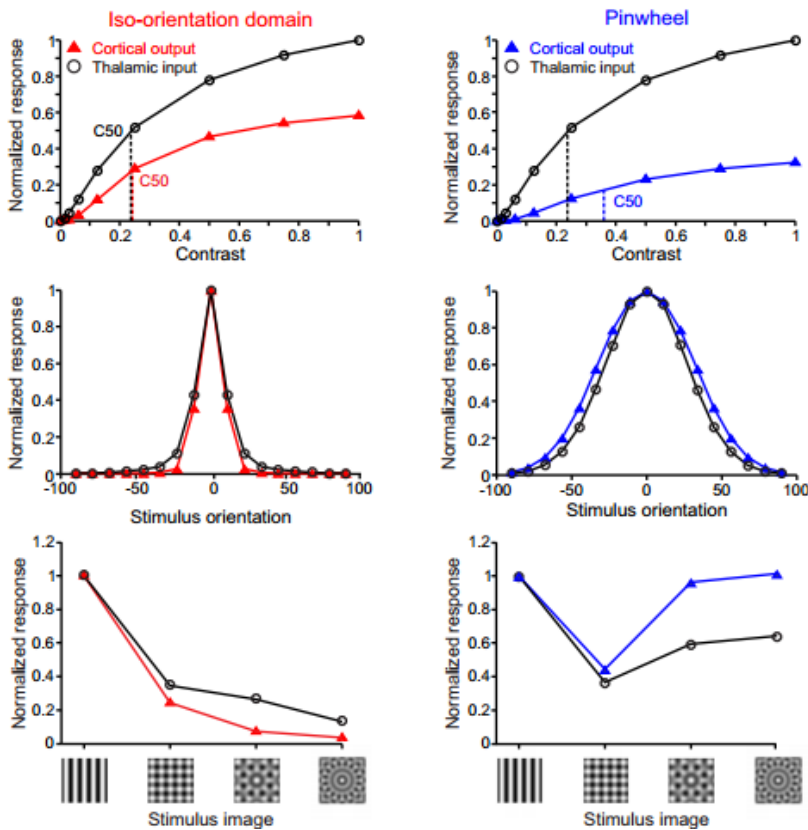 Iso-orientation domain
Cortical output
Thalamic input
Normalized response
1
0.8
0.6
0.4
0.2
0
C50
C50
0 0.2 0.4 0.6 0.8 1
Contrast
Pinwheel
Cortical output
Thalamic input
Normalized response
1
0.8
0.6
0.4
0.2
0
C50
0 0.2 0.4 0.6 0.8 1
Contrast
Normalized response
1
0.8
0.6
0.4
0.2
0
-100 -50 0 50 100
Stimulus orientation
Normalized response
1
0.8
0.6
0.4
0.2
0
-100 -50 0 50 100
Stimulus orientation
Normalized response
1.2
1
0.8
0.6
0.4
0.2
0
Stimulus image
Normalized response
1.2
1
0.8
0.6
0.4
0.2
0
Stimulus image